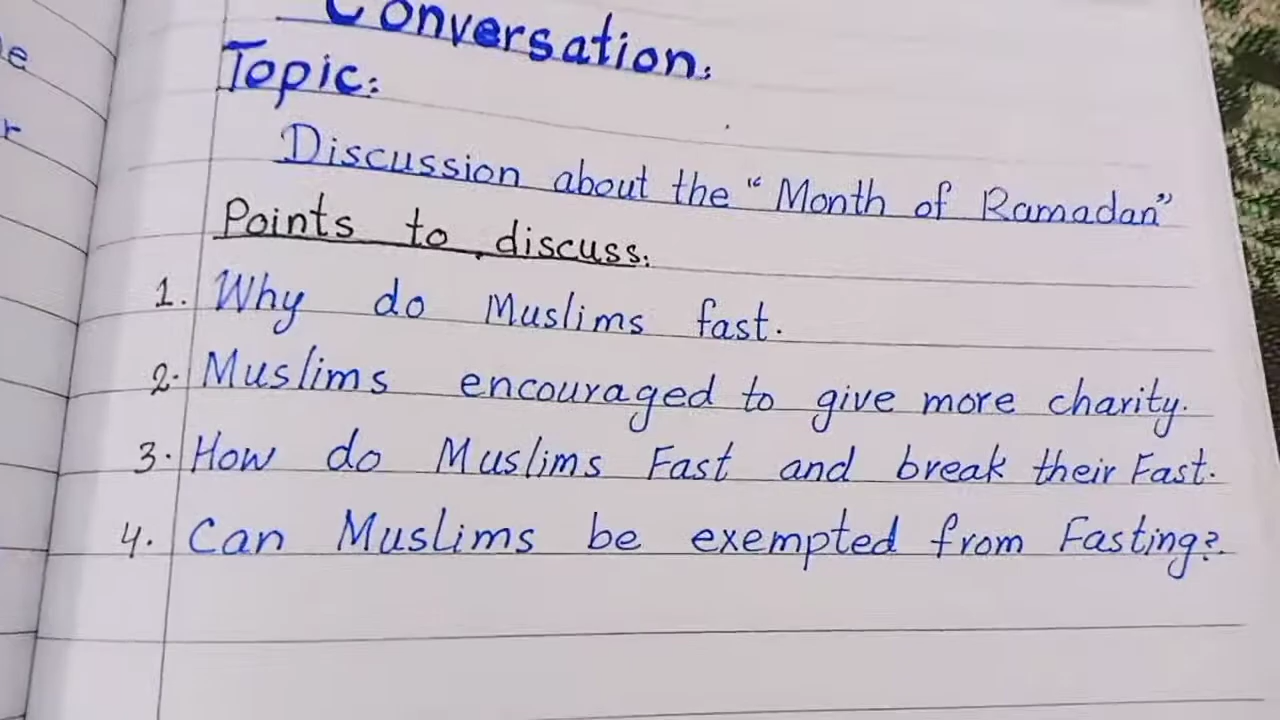 Conversation.
Topic:
Discussion about the "Month of Ramadan"
Points to discuss.
1. Why do Muslims fast.
2. Muslims encouraged to give more charity.
3. How do Muslims Fast and break their Fast.
4. Can Muslims be exempted from Fasting?.